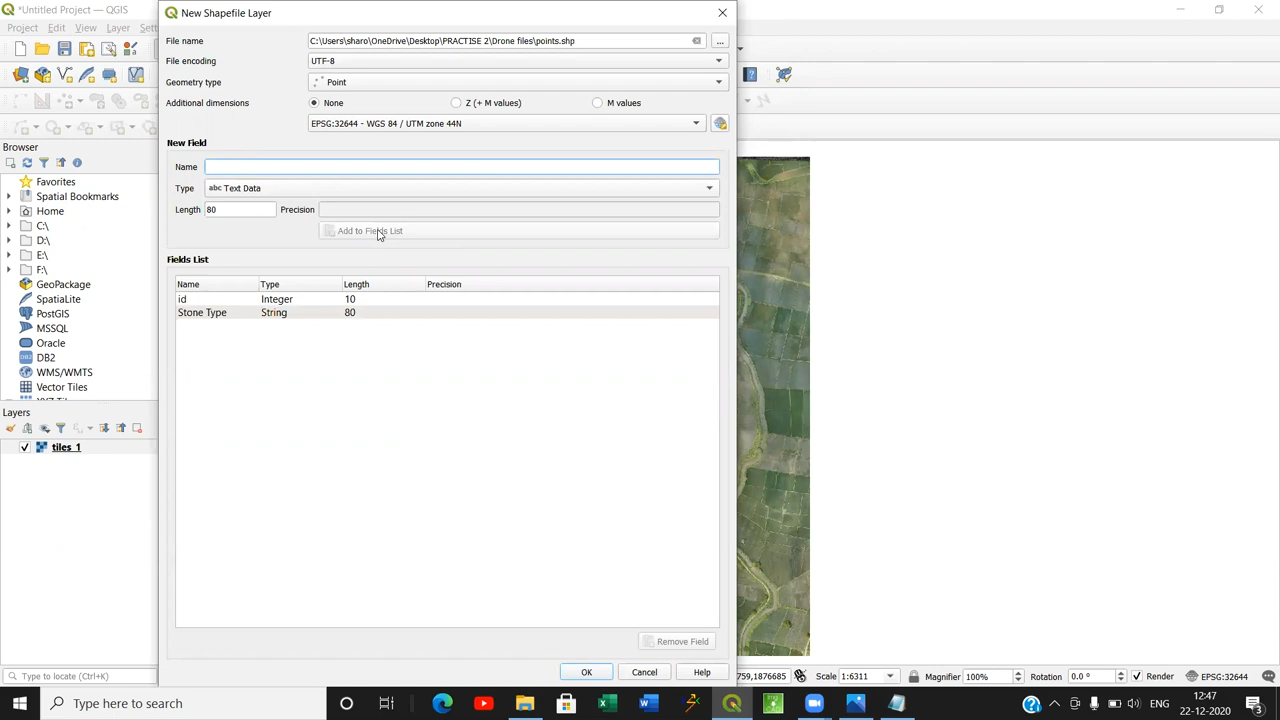 *Untitled Project — QGIS
New Shapefile Layer
Project Edit View Layer Setti
File name C:\Users\sharo\OneDrive\Desktop\PRACTISE 2\Drone files\points.shp ...
File encoding UTF-8
Geometry type Point
Additional dimensions None Z (+ M values) M values
EPSG:32644 - WGS 84 / UTM zone 44N
New Field
Name
Type abc Text Data
Length 80 Precision
Add to Fields List
Fields List
Name Type Length Precision
id Integer 10
Stone Type String 80
Remove Field
OK Cancel Help
Browser
Favorites
Spatial Bookmarks
Home
C:\
D:\
E:\
F:\
GeoPackage
SpatiaLite
PostGIS
MSSQL
Oracle
DB2
WMS/WMTS
Vector Tiles
Layers
tiles_1
Type to locate (Ctrl+K) 759,1876685 Scale 1:6311 Magnifier 100% Rotation 0.0 ° Render EPSG:32644
Type here to search ENG 12:47
22-12-2020 3